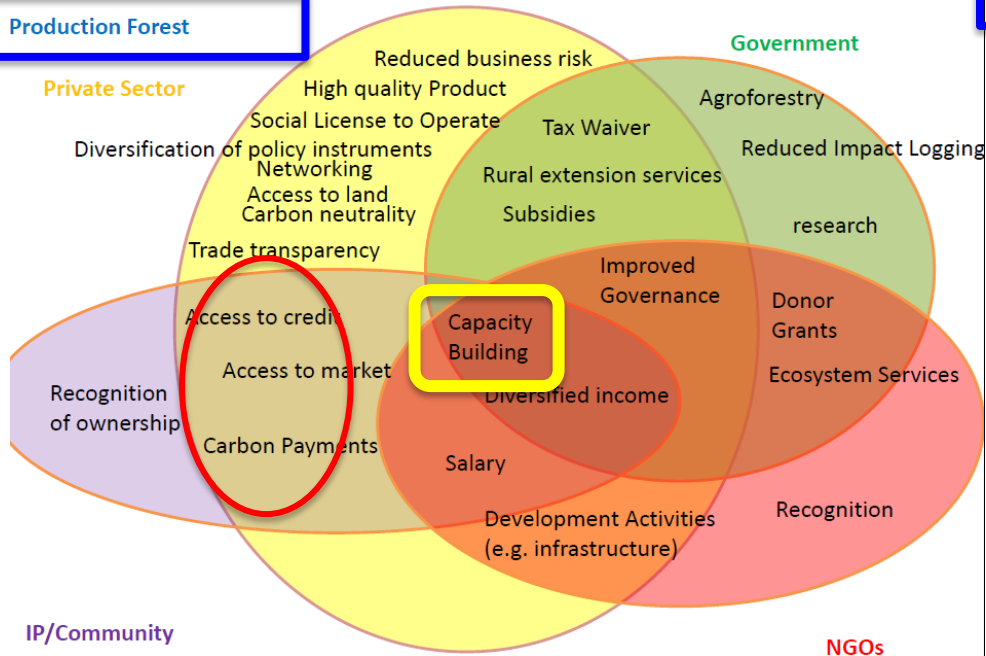 Production Forest
Government
Private Sector
Reduced business risk
High quality Product
Social License to Operate
Diversification of policy instruments
Networking
Access to land
Carbon neutrality
Trade transparency
Tax Waiver
Rural extension services
Subsidies
Agroforestry
Reduced Impact Logging
research
Improved
Governance
Donor
Grants
Ecosystem Services
Access to credit
Access to market
Carbon Payments
Recognition
of ownership
Capacity
Building
Diversified income
Salary
Development Activities
(e.g. infrastructure)
Recognition
IP/Community
NGOs